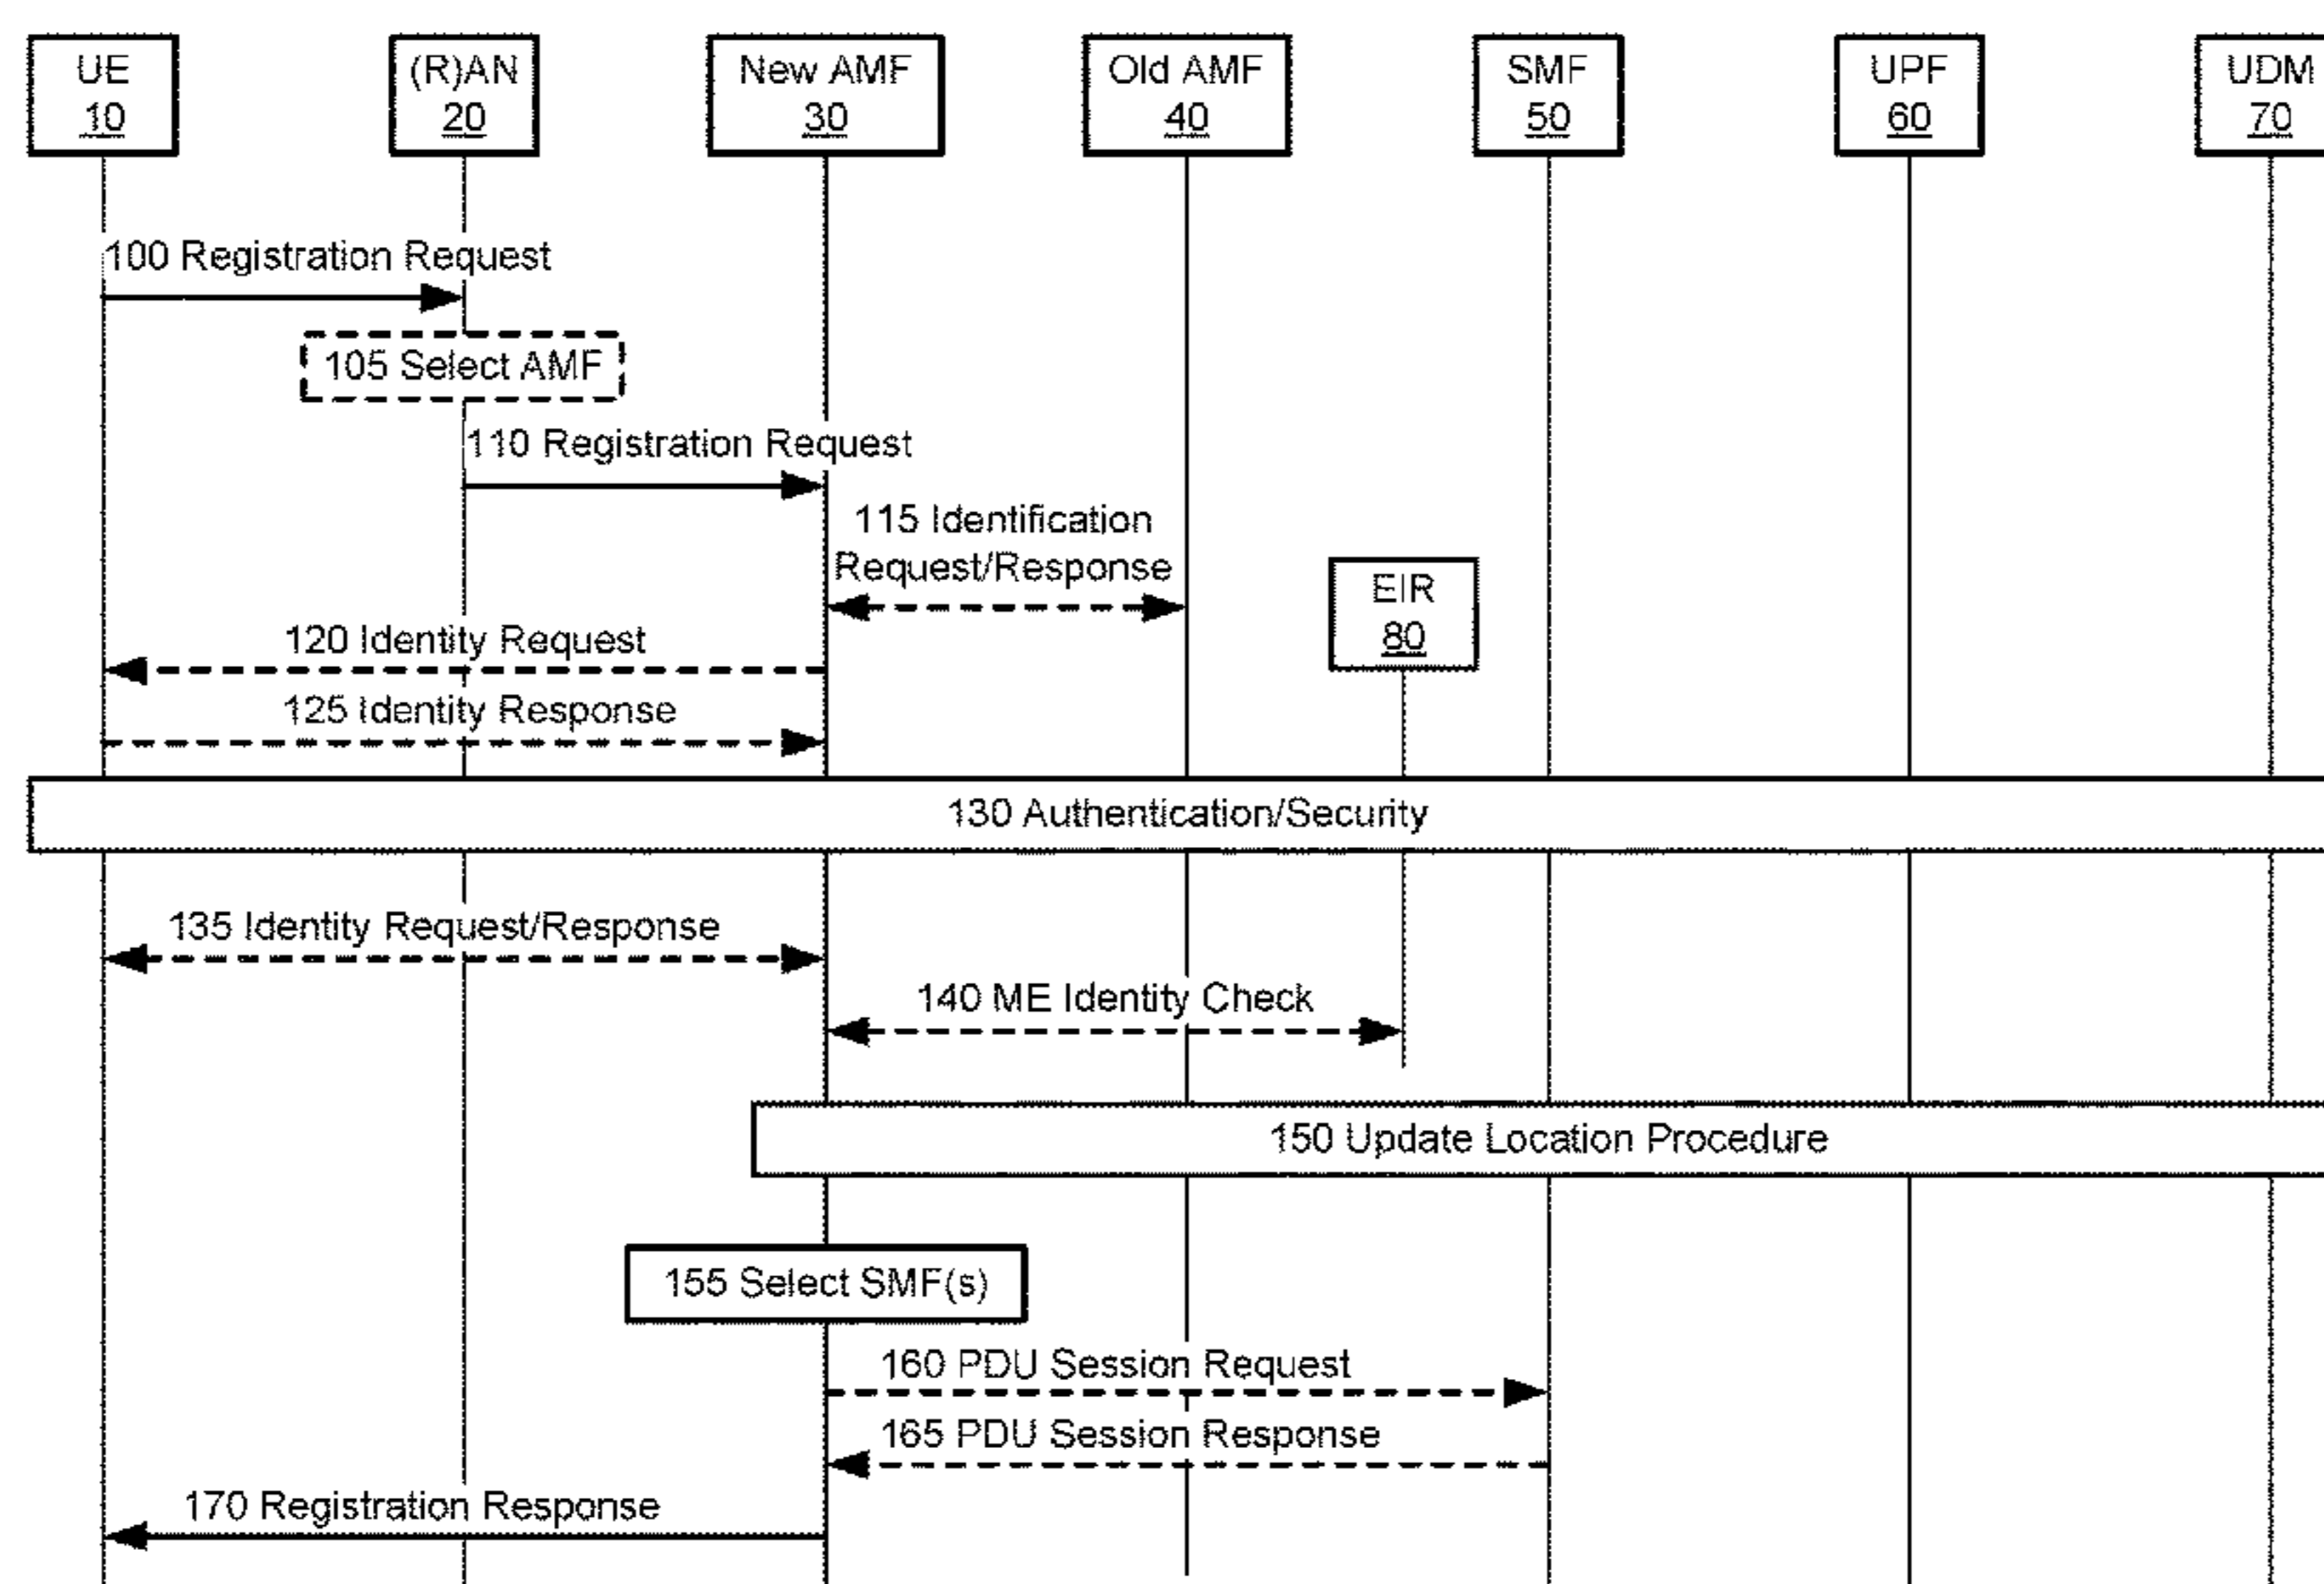 UE
10
(R)AN
20
New AMF
30
Old AMF
40
SMF
50
UPF
60
UDM
70
100 Registration Request
105 Select AMF
110 Registration Request
115 Identification
Request/Response
EIR
80
120 Identity Request
125 Identity Response
130 Authentication/Security
135 Identity Request/Response
140 ME Identity Check
150 Update Location Procedure
155 Select SMF(s)
160 PDU Session Request
165 PDU Session Response
170 Registration Response